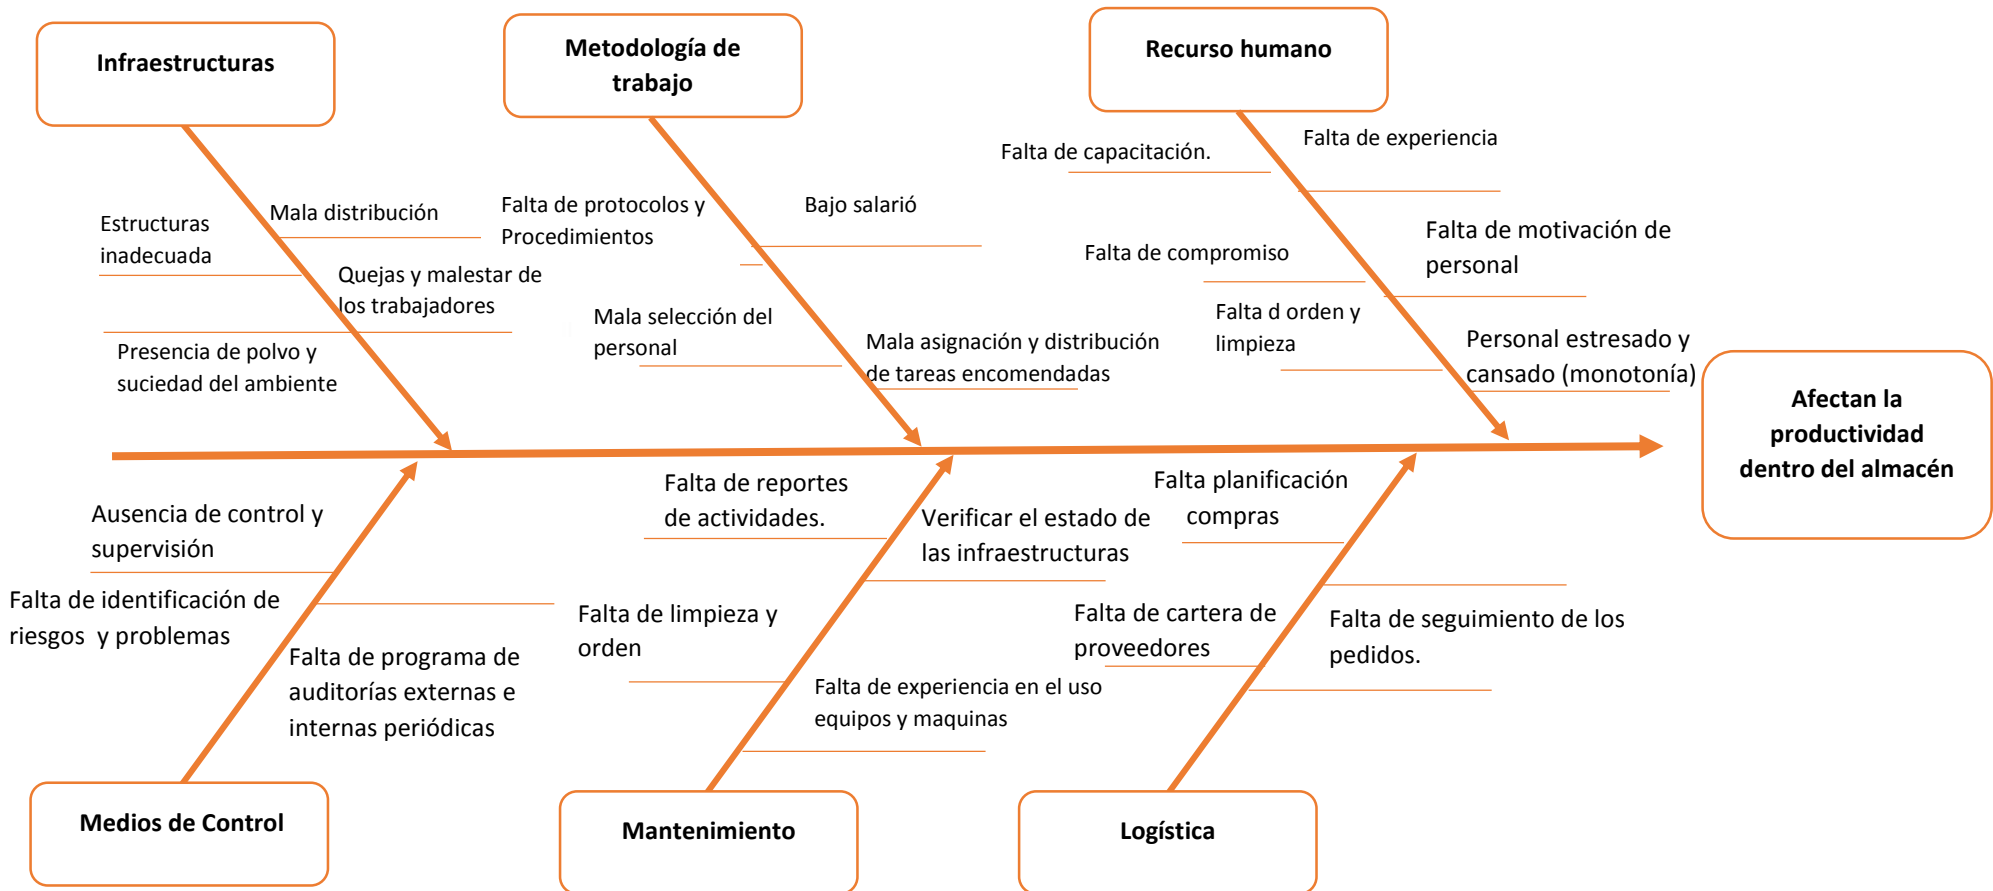 Infraestructuras
Metodología de
trabajo
Recurso humano
Falta de capacitación.
Falta de experiencia
Estructuras
inadecuada
Mala distribución
Falta de protocolos y
Procedimientos
Bajo salarió
Falta de compromiso
Falta de motivación de
personal
Quejas y malestar de
los trabajadores
Presencia de polvo y
suciedad del ambiente
Mala selección del
personal
Mala asignación y distribución
de tareas encomendadas
Falta d orden y
limpieza
Personal estresado y
cansado (monotonía)
Afectan la
productividad
dentro del almacén
Ausencia de control y
supervisión
Falta de identificación de
riesgos  y problemas
Falta de programa de
auditorías externas e
internas periódicas
Falta de reportes
de actividades.
Verificar el estado de
las infraestructuras
Falta de limpieza y
orden
Falta de experiencia en el uso
equipos y maquinas
Falta planificación
compras
Falta de cartera de
proveedores
Falta de seguimiento de los
pedidos.
Medios de Control
Mantenimiento
Logística